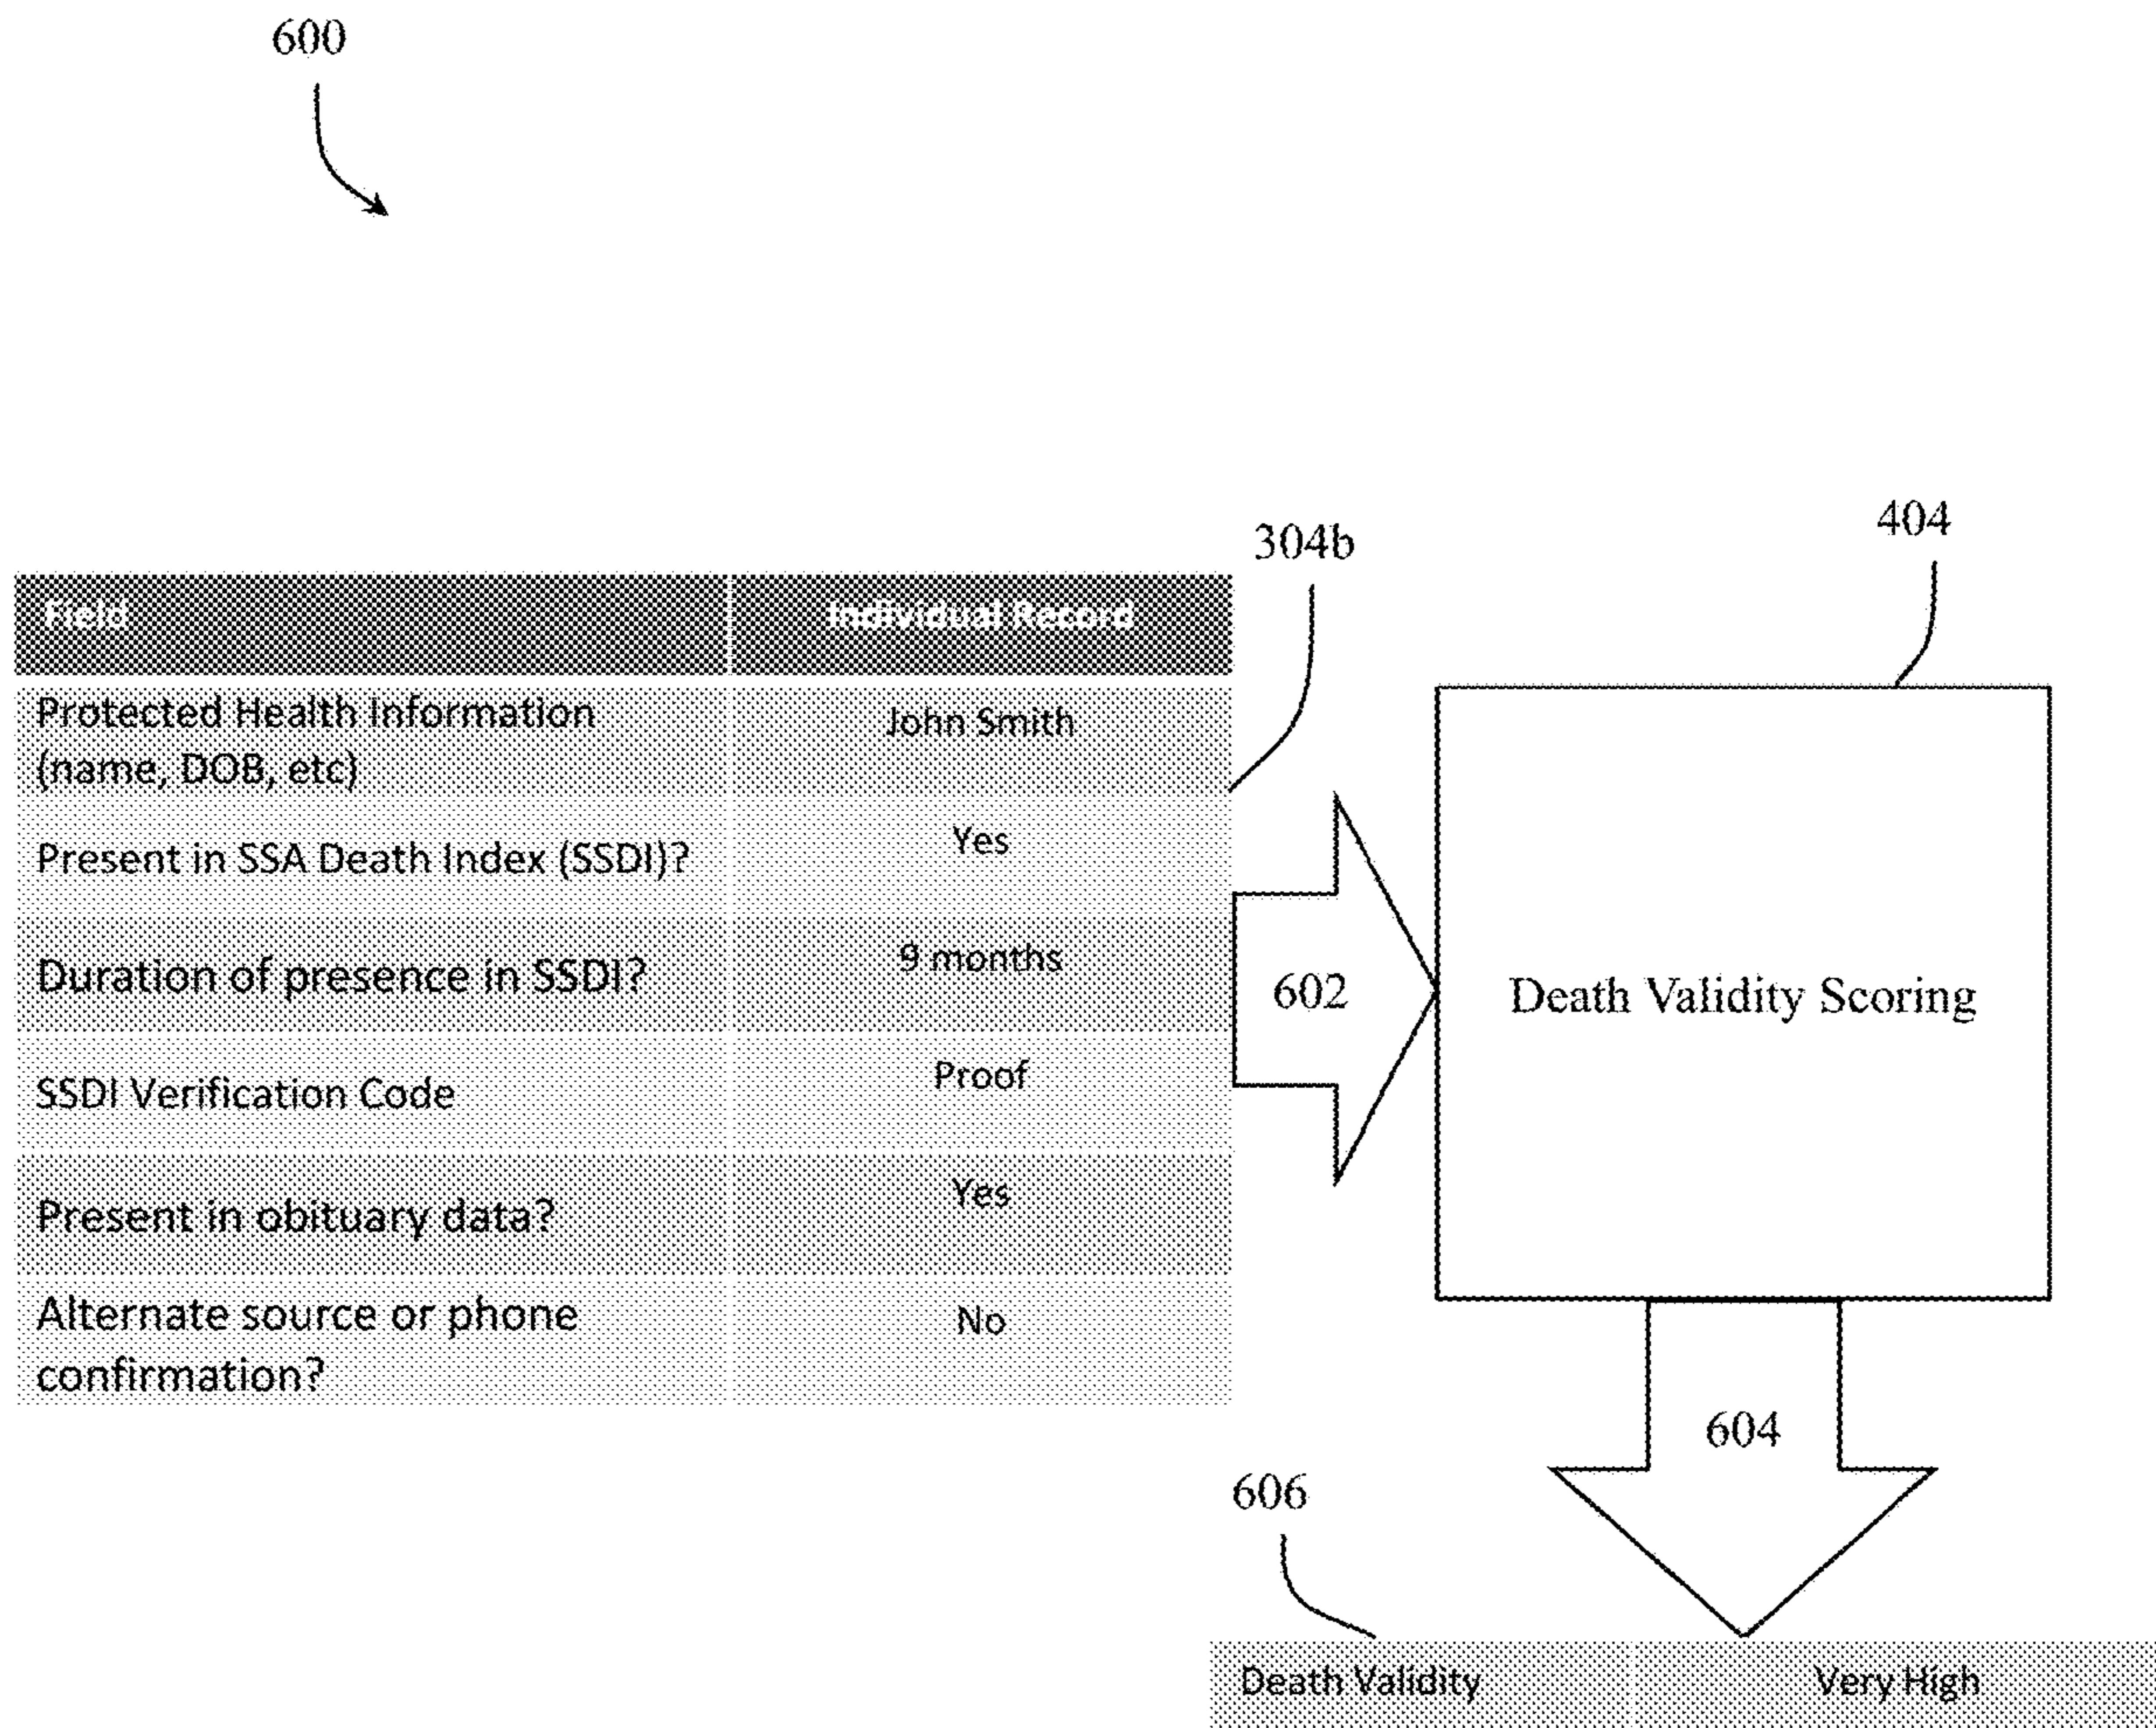 600
304b
404
Field Individual Record
Protected Health Information
(name, DOB, etc)
John Smith
Present in SSA Death Index (SSDI)? Yes
Duration of presence in SSDI? 9 months
SSDI Verification Code Proof
Present in obituary data? Yes
Alternate source or phone
confirmation?
No
602
Death Validity Scoring
604
606
Death Validity Very High